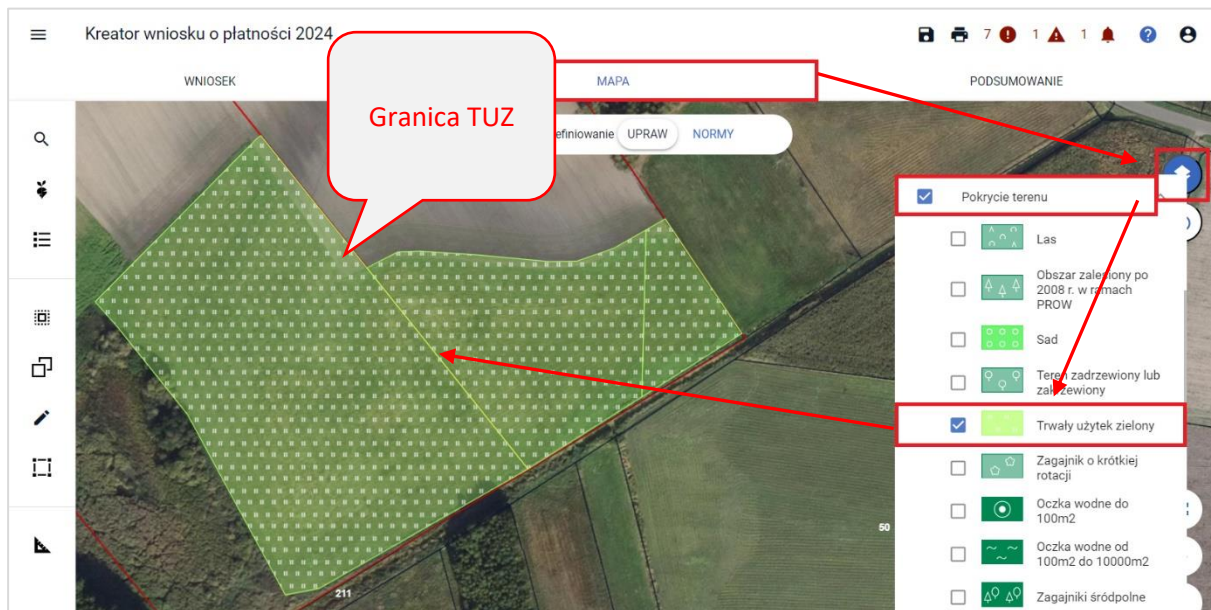 Kreator wniosku o płatności 2024
7 1 1
WNIOSEK
MAPA
PODSUMOWANIE
Granica TUZ
efiniowanie UPRAW NORMY
Pokrycie terenu
Las
Obszar zalesiony po
2008 r. w ramach
PROW
Sad
Teren zadrzewiony lub
zakrzewiony
Trwały użytek zielony
Zagajnik o krótkiej
rotacji
Oczka wodne do
100m2
Oczka wodne od
100m2 do 10000m2
Zagajniki śródpolne
50
211